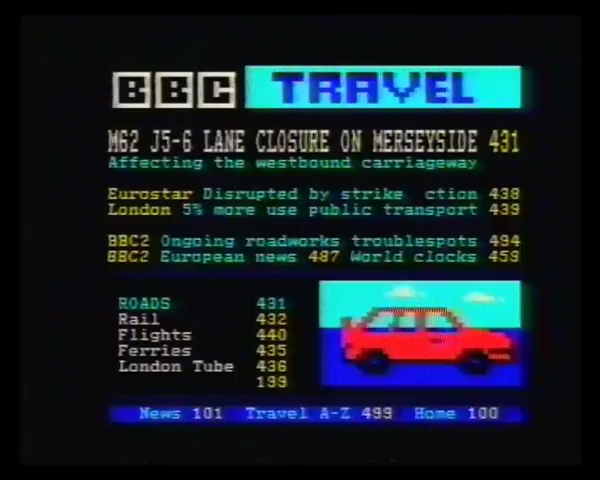 BBC TRAVEL
M62 J5-6 LANE CLOSURE ON MERSEYSIDE 431
Affecting the westbound carriageway
Eurostar Disrupted by strike ction 438
London 5% more use public transport 439
BBC2 Ongoing roadworks troublespots 494
BBC2 European news 487 World clocks 459
ROADS 431
Rail 432
Flights 440
Ferries 435
London Tube 436
199
News 101 Travel A-Z 499 Home 100